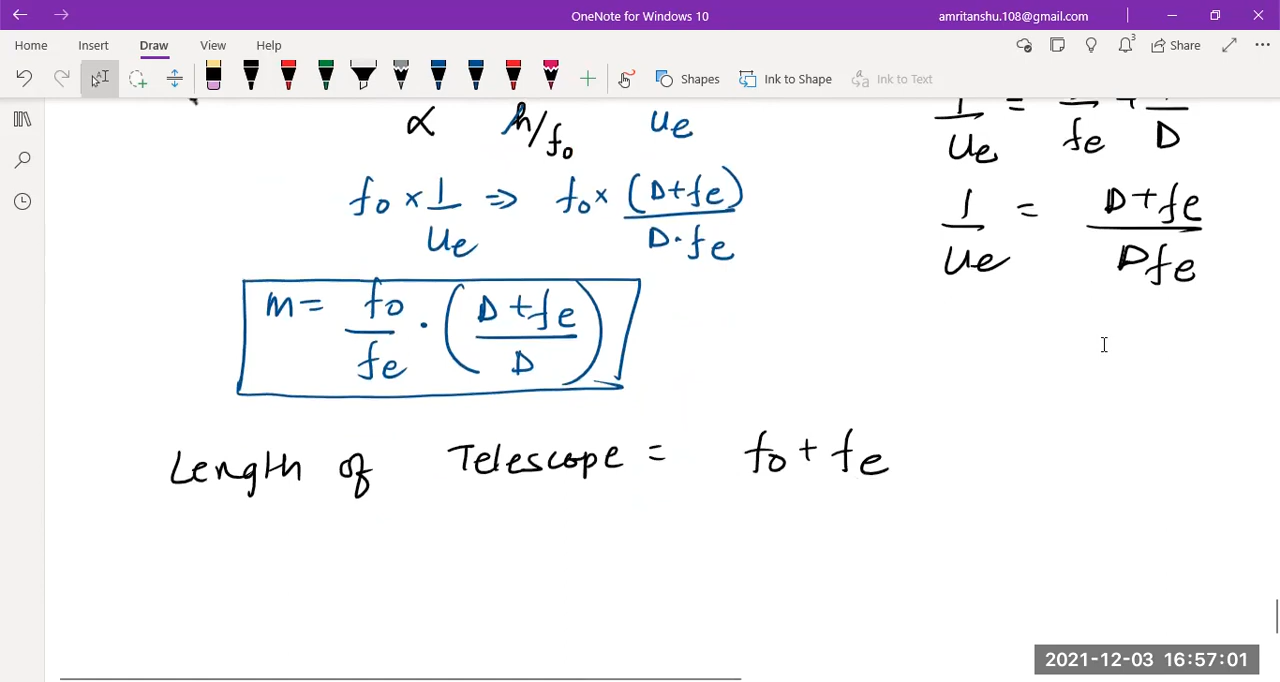 OneNote for Windows 10
amritanshu.108@gmail.com
Home Insert Draw View Help
Share
Shapes Ink to Shape Ink to Text
α h/fo ue
1/ue = 1/fe + 1/D
fo × 1/ue ⇒ fo × (D+fe)/D·fe
1/ue = D+fe/Dfe
m = fo/fe · (D+fe/D)
Length of Telescope = fo + fe
2021-12-03 16:57:01